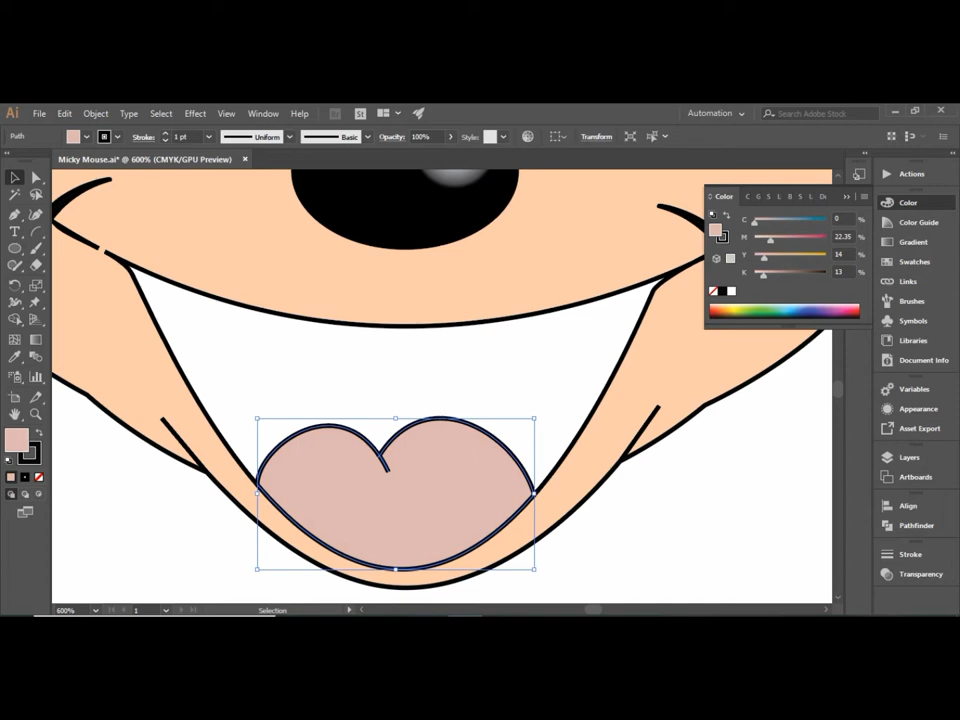 Ai File Edit Object Type Select Effect View Window Help Br St Automation Search Adobe Stock
Path Stroke: 1 pt Uniform Basic Opacity: 100% Style: Transform
Micky Mouse.ai* @ 600% (CMYK/GPU Preview) ×
Color C G S L S L
C 0 %
M 22.35 %
Y 14 %
K 13 %
Actions
Color
Color Guide
Gradient
Swatches
Links
Brushes
Symbols
Libraries
Document Info
Variables
Appearance
Asset Export
Layers
Artboards
Align
Pathfinder
Stroke
Transparency
600% 1 Selection